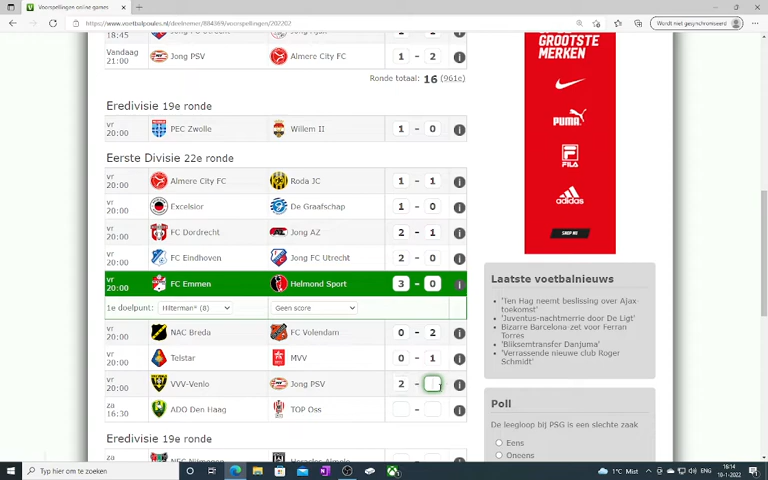 Voorspellingen online games
https://www.voetbalpoules.nl/deelnemer/884369/voorspellingen/202202
Wordt met gesynchroniseerd
18:45
Vandaag
21:00
Jong PSV
Almere City FC
1 - 2
Ronde totaal: 16 (961e)
Eredivisie 19e ronde
vr
20:00
PEC Zwolle
Willem II
1 - 0
Eerste Divisie 22e ronde
vr
20:00
Almere City FC
Roda JC
1 - 1
vr
20:00
Excelsior
De Graafschap
1 - 0
vr
20:00
FC Dordrecht
Jong AZ
2 - 1
vr
20:00
FC Eindhoven
Jong FC Utrecht
2 - 0
vr
20:00
FC Emmen
Helmond Sport
3 - 0
1e doelpunt:
Hilterman* (8)
Geen score
vr
20:00
NAC Breda
FC Volendam
0 - 2
vr
20:00
Telstar
MVV
0 - 1
vr
20:00
VVV-Venlo
Jong PSV
2 -
za
16:30
ADO Den Haag
TOP Oss
-
Eredivisie 19e ronde
GROOTSTE
MERKEN
PUMA
FILA
adidas
SHOP NU
Laatste voetbalnieuws
• 'Ten Hag neemt beslissing over Ajax-
toekomst'
• 'Juventus-nachtmerrie door De Ligt'
• Bizarre Barcelona-zet voor Ferran
Torres
• 'Bliksemtransfer Danjuma'
• 'Verrassende nieuwe club Roger
Schmidt'
Poll
De leegloop bij PSG is een slechte zaak
Eens
Oneens
Typ hier om te zoeken
1°C Mist
ENG
18:14
18-1-2022